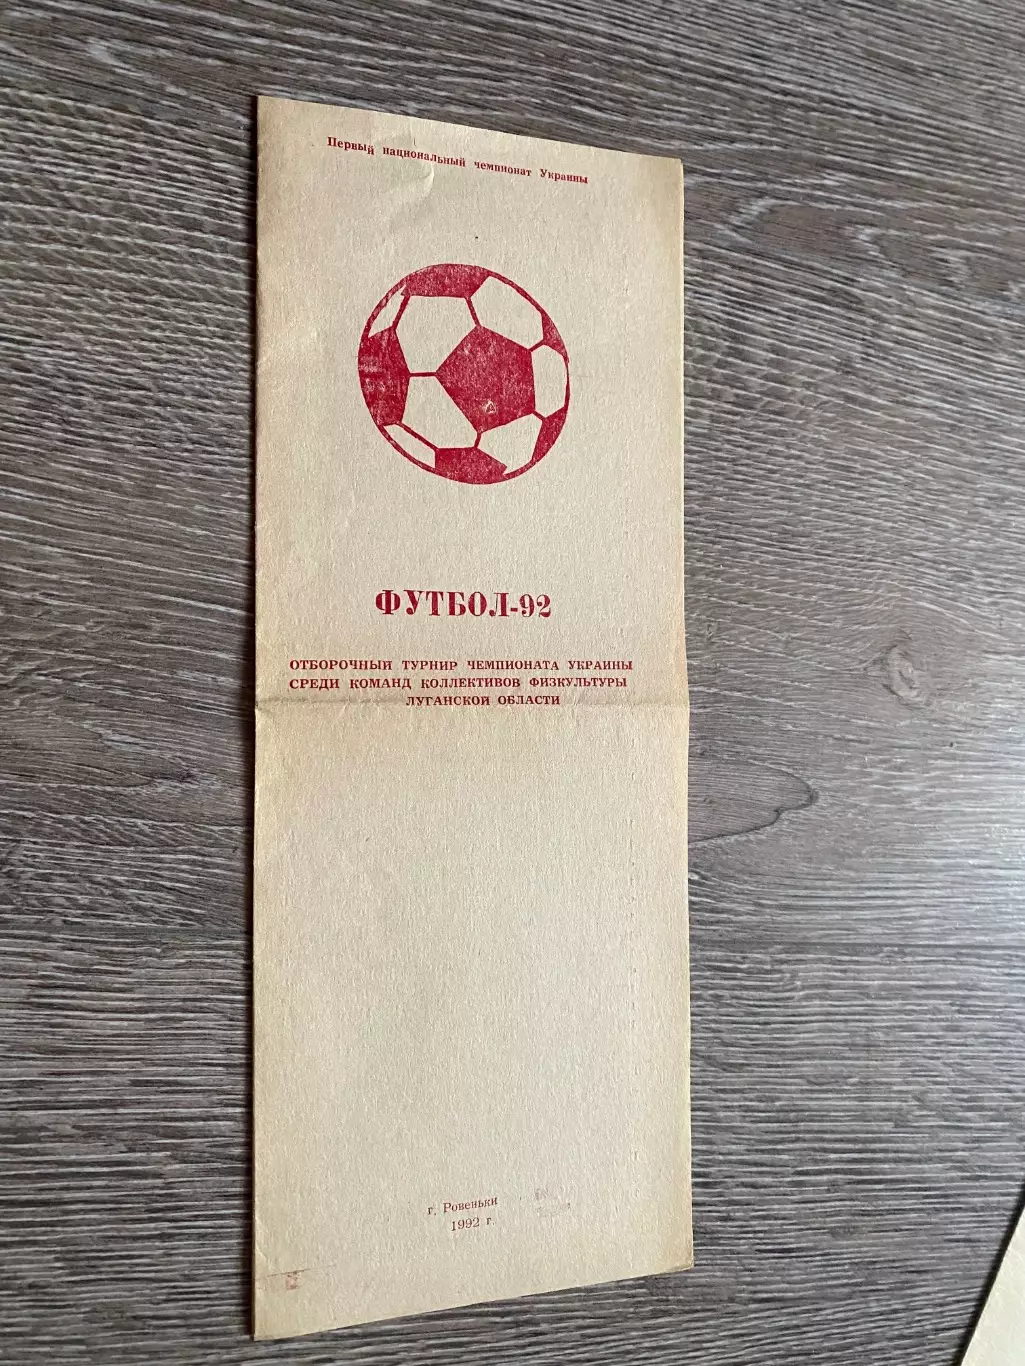 Первый национальный чемпионат Украины
ФУТБОЛ-92
ОТБОРОЧНЫЙ ТУРНИР ЧЕМПИОНАТА УКРАИНЫ
СРЕДИ КОМАНД КОЛЛЕКТИВОВ ФИЗКУЛЬТУРЫ
ЛУГАНСКОЙ ОБЛАСТИ
г. Ровеньки
1992 г.